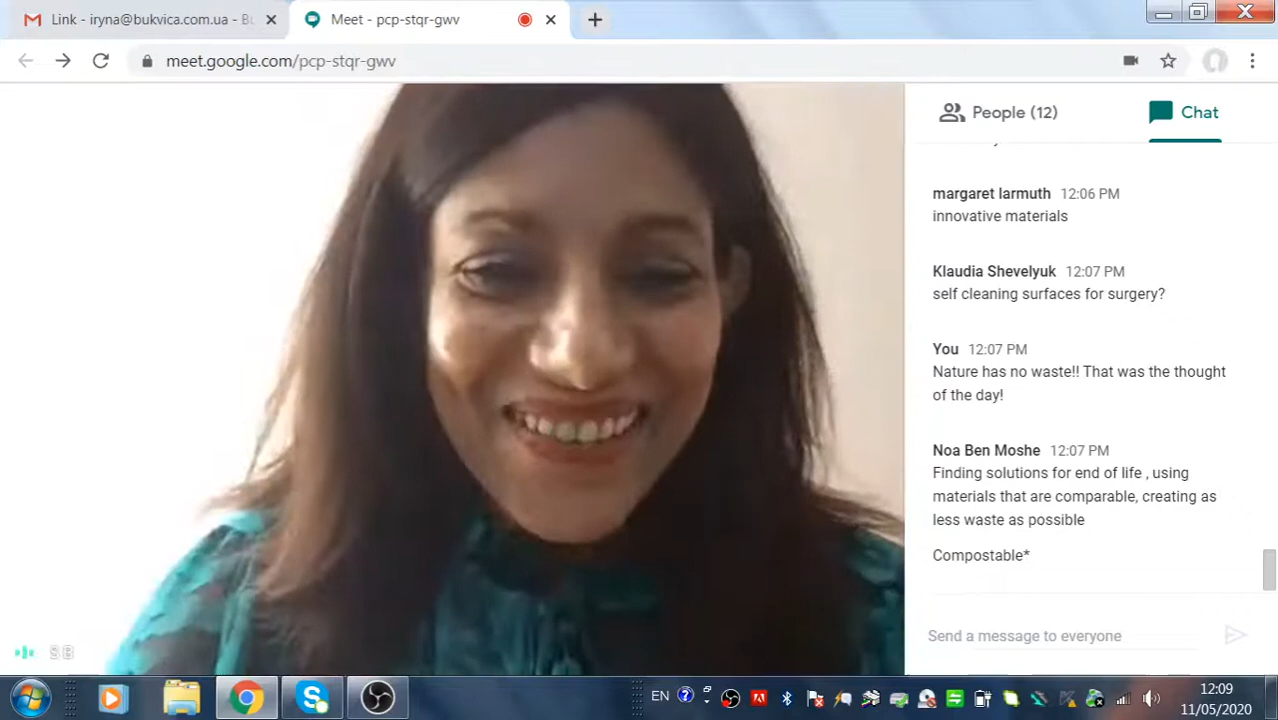 Link - iryna@bukvica.com.ua - B
Meet - pcp-stqr-gwv
meet.google.com/pcp-stqr-gwv
People (12)
Chat
margaret larmuth 12:06 PM
innovative materials
Klaudia Shevelyuk 12:07 PM
self cleaning surfaces for surgery?
You 12:07 PM
Nature has no waste!! That was the thought
of the day!
Noa Ben Moshe 12:07 PM
Finding solutions for end of life , using
materials that are comparable, creating as
less waste as possible
Compostable*
Send a message to everyone
S B
EN
12:09
11/05/2020